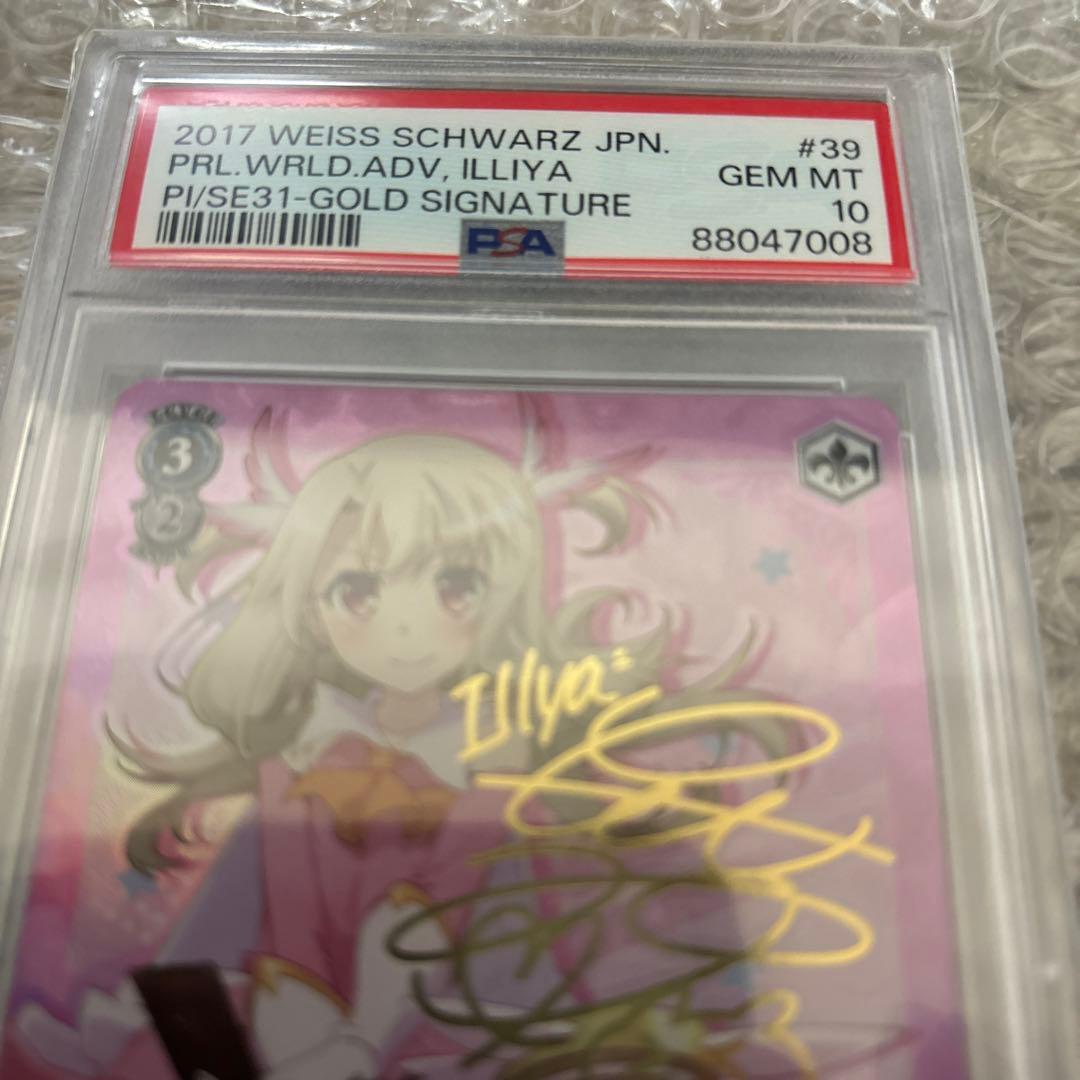 2017 WEISS SCHWARZ JPN. #39
PRL.WRLD.ADV, ILLIYA GEM MT
PI/SE31-GOLD SIGNATURE 10
PSA 88047008
LEVEL
3
2
Illya